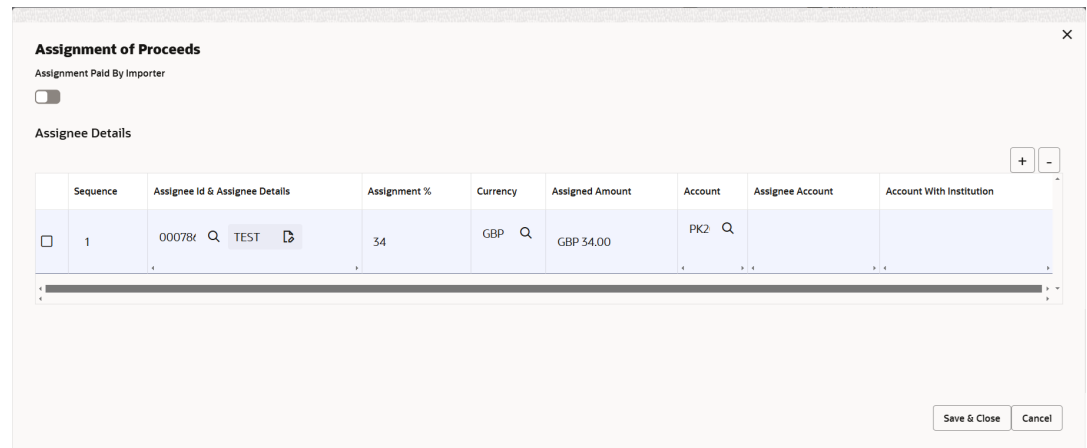 Assignment of Proceeds
Assignment Paid By Importer
Assignee Details
+ -
Sequence Assignee Id & Assignee Details Assignment % Currency Assigned Amount Account Assignee Account Account With Institution
1 TEST 34 GBP GBP 34.00
Save & Close Cancel